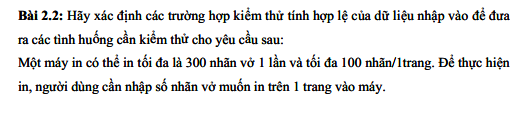 Bài 2.2: Hãy xác định các trường hợp kiểm thử tính hợp lệ của dữ liệu nhập vào để đưa
ra các tình huống cần kiểm thử cho yêu cầu sau:
Một máy in có thể in tối đa là 300 nhãn vở 1 lần và tối đa 100 nhãn/1trang. Để thực hiện
in, người dùng cần nhập số nhãn vở muốn in trên 1 trang vào máy.